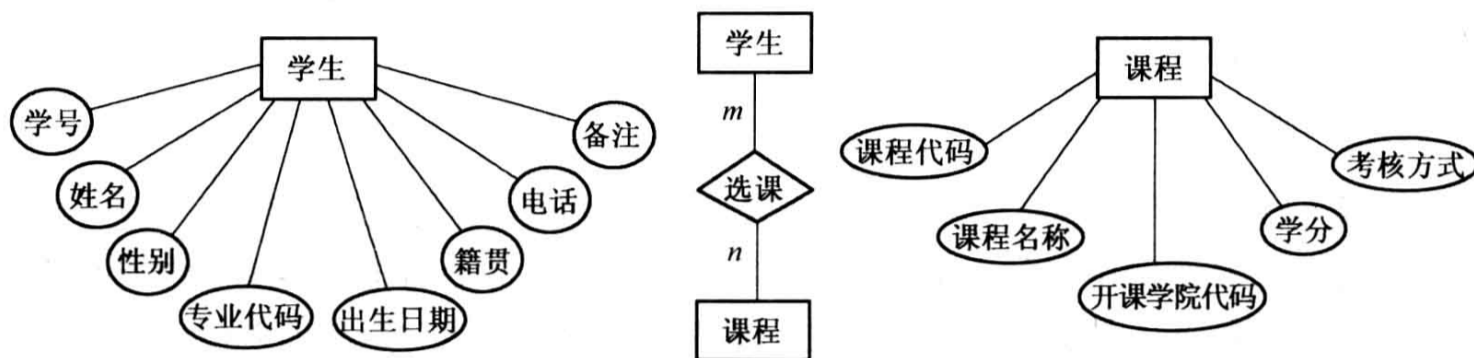 学生
学号
姓名
性别
专业代码
出生日期
籍贯
电话
备注
学生
m
选课
n
课程
课程
课程代码
课程名称
开课学院代码
学分
考核方式